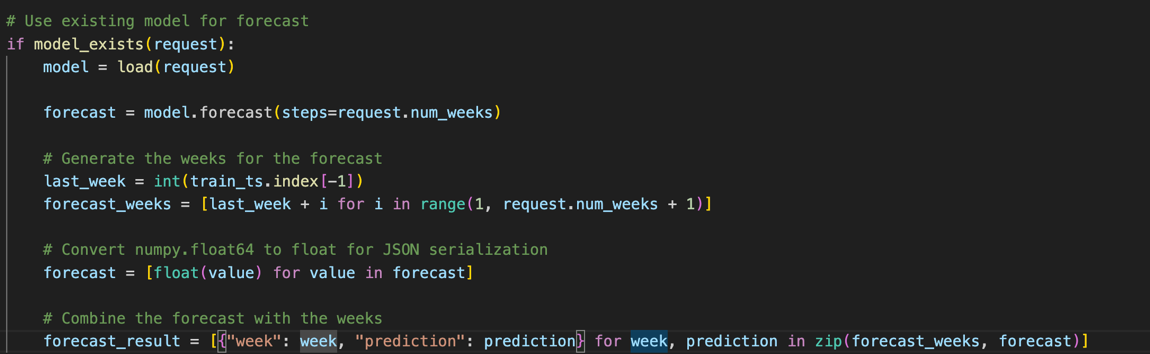 # Use existing model for forecast
if model_exists(request):
    model = load(request)

    forecast = model.forecast(steps=request.num_weeks)

    # Generate the weeks for the forecast
    last_week = int(train_ts.index[-1])
    forecast_weeks = [last_week + i for i in range(1, request.num_weeks + 1)]

    # Convert numpy.float64 to float for JSON serialization
    forecast = [float(value) for value in forecast]

    # Combine the forecast with the weeks
    forecast_result = [{"week": week, "prediction": prediction} for week, prediction in zip(forecast_weeks, forecast)]